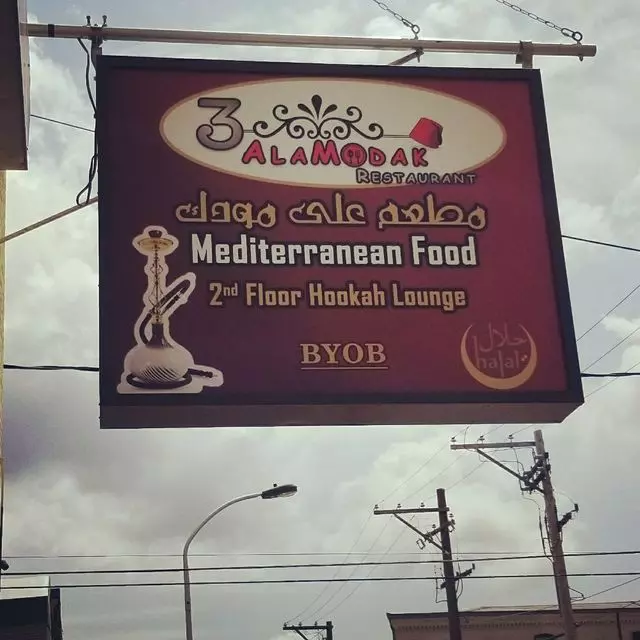 3
ALAMODAK
RESTAURANT
مطعم على مودك
Mediterranean Food
2nd Floor Hookah Lounge
BYOB
حلال
halal